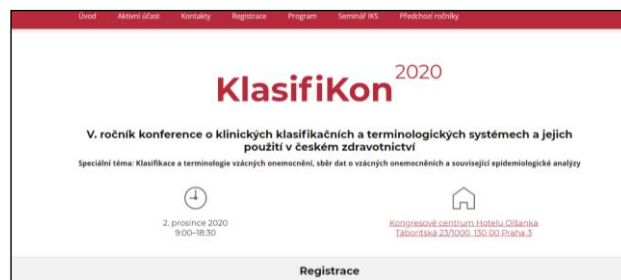 Úvod Aktivní účast Kontakty Registrace Program Seminář IKS Předchozí ročníky
KlasifiKon 2020
V. ročník konference o klinických klasifikačních a terminologických systémech a jejich
použití v českém zdravotnictví
Speciální téma: Klasifikace a terminologie vzácných onemocnění, sběr dat o vzácných onemocněních a související epidemiologické analýzy
2. prosince 2020
9:00–18:30
Kongresové centrum Hotelu Olšanka
Táboritská 23/1000, 130 00 Praha 3
Registrace